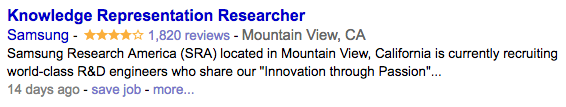 Knowledge Representation Researcher
Samsung - 1,820 reviews - Mountain View, CA
Samsung Research America (SRA) located in Mountain View, California is currently recruiting
world-class R&D engineers who share our "Innovation through Passion"...
14 days ago - save job - more...